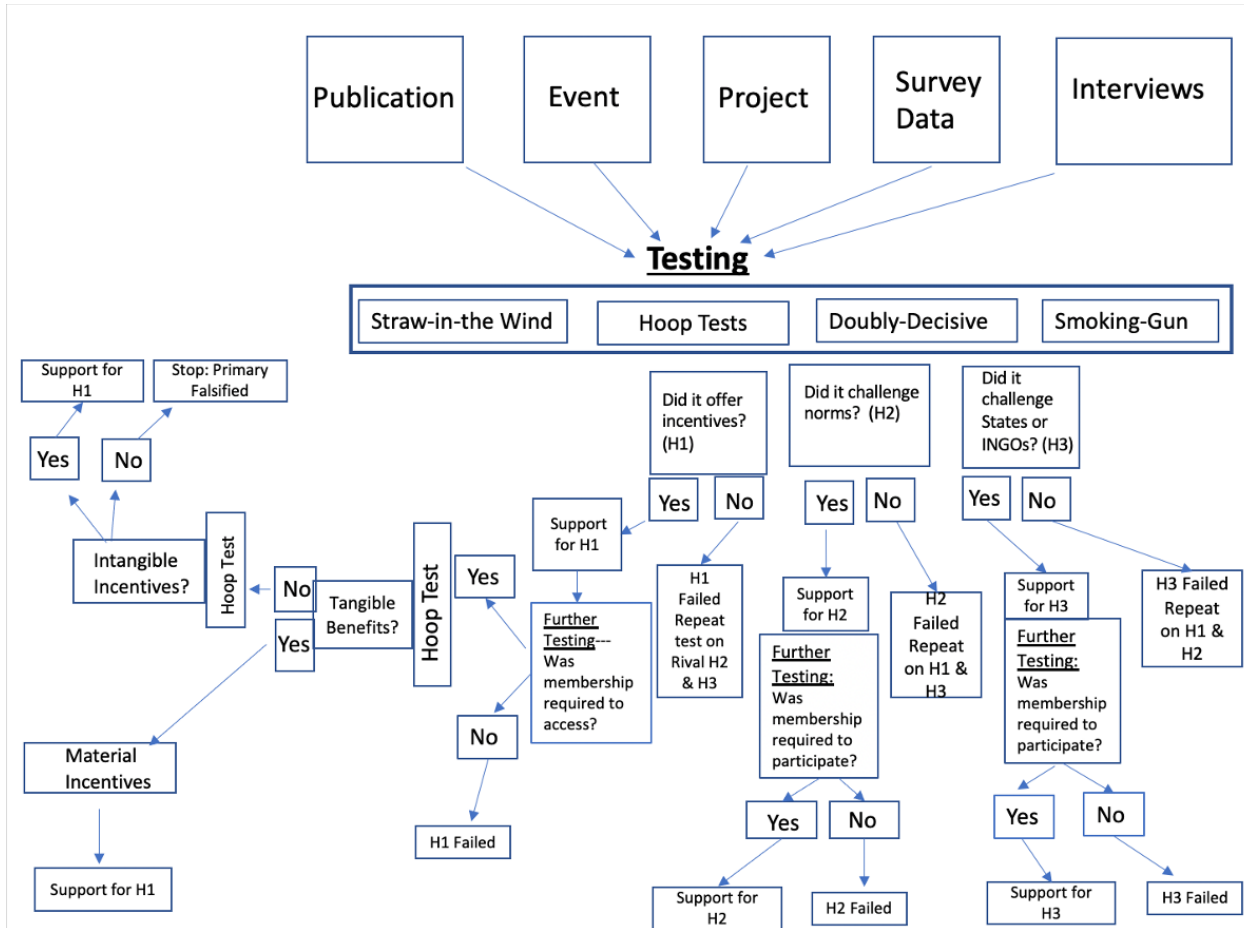 Publication
Event
Project
Survey
Data
Interviews
Testing
Straw-in-the Wind
Hoop Tests
Doubly-Decisive
Smoking-Gun
Support for
H1
Stop: Primary
Falsified
Yes
No
Intangible
Incentives?
Hoop Test
No
Yes
Tangible
Benefits?
Hoop Test
Yes
Material
Incentives
Support for H1
Did it offer
incentives?
(H1)
Yes
No
Support
for H1
Further
Testing---
Was
membership
required to
access?
No
H1 Failed
H1
Failed
Repeat
test on
Rival H2
& H3
Did it challenge
norms? (H2)
Yes
No
Support
for H2
Further
Testing:
Was
membership
required to
participate?
Yes
No
Support for
H2
H2 Failed
H2
Failed
Repeat
on H1 &
H3
Did it
challenge
States or
INGOs? (H3)
Yes
No
Support
for H3
Further
Testing:
Was
membership
required to
participate?
Yes
No
Support for
H3
H3 Failed
H3 Failed
Repeat
on H1 &
H2